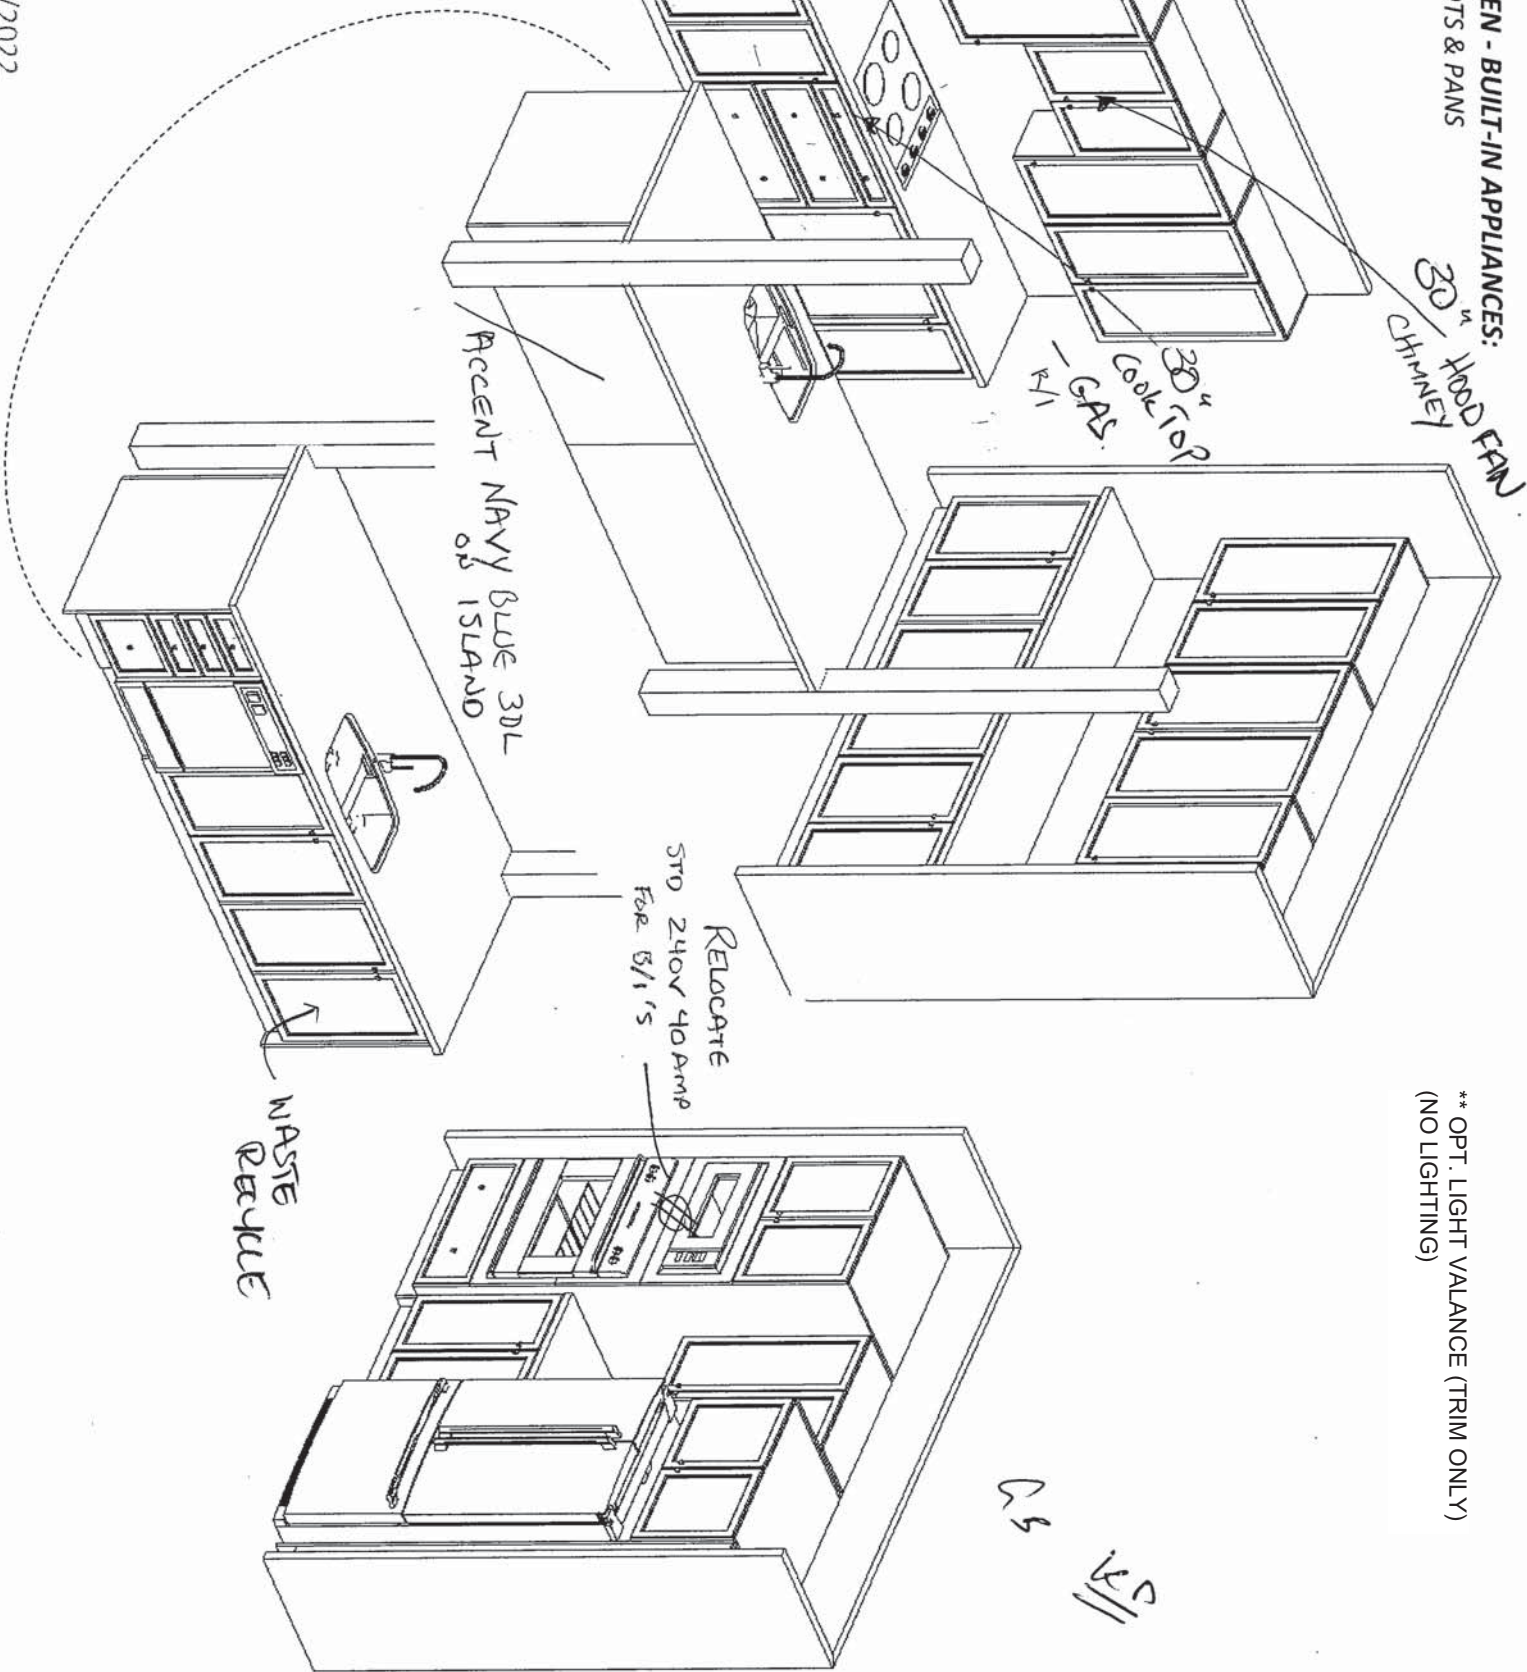 EN - BUILT-IN APPLIANCES:
OTS & PANS
30" HOOD FAN
CHIMNEY
30"
COOKTOP
- GAS
R/I
ACCENT NAVY BLUE 3DL
ON ISLAND
RELOCATE
STD 240V 40AMP
FOR B/I'S
WASTE
RECYCLE
** OPT. LIGHT VALANCE (TRIM ONLY)
(NO LIGHTING)
/2022